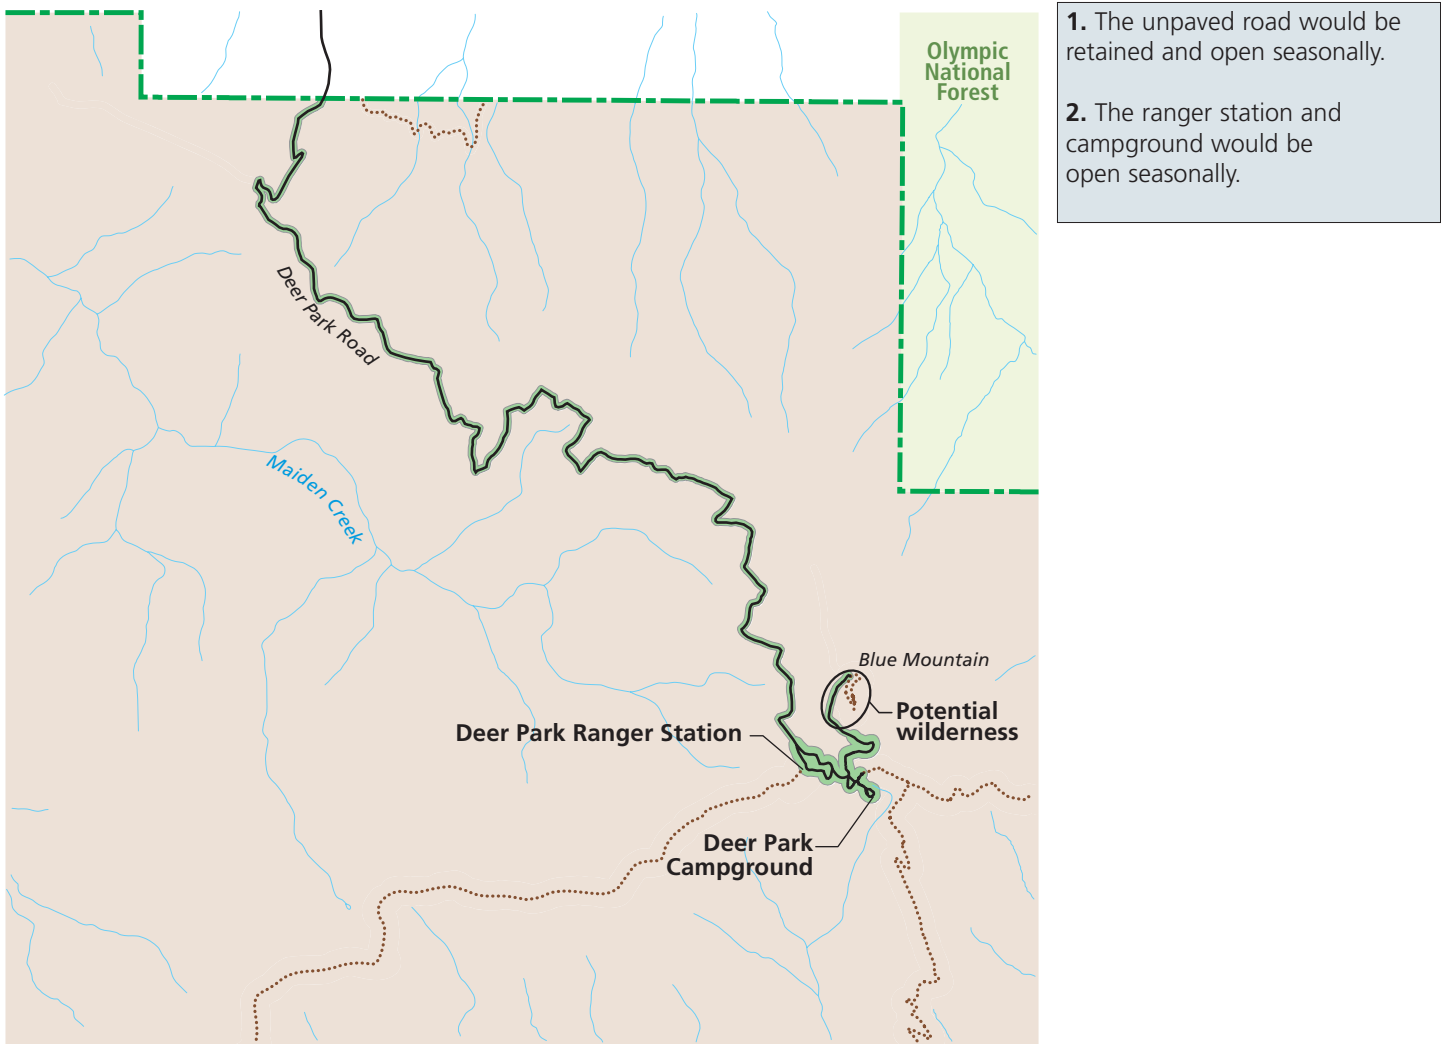 Olympic
National
Forest
1. The unpaved road would be
retained and open seasonally.
2. The ranger station and
campground would be
open seasonally.
Deer Park Road
Maiden Creek
Blue Mountain
Potential
wilderness
Deer Park Ranger Station
Deer Park
Campground